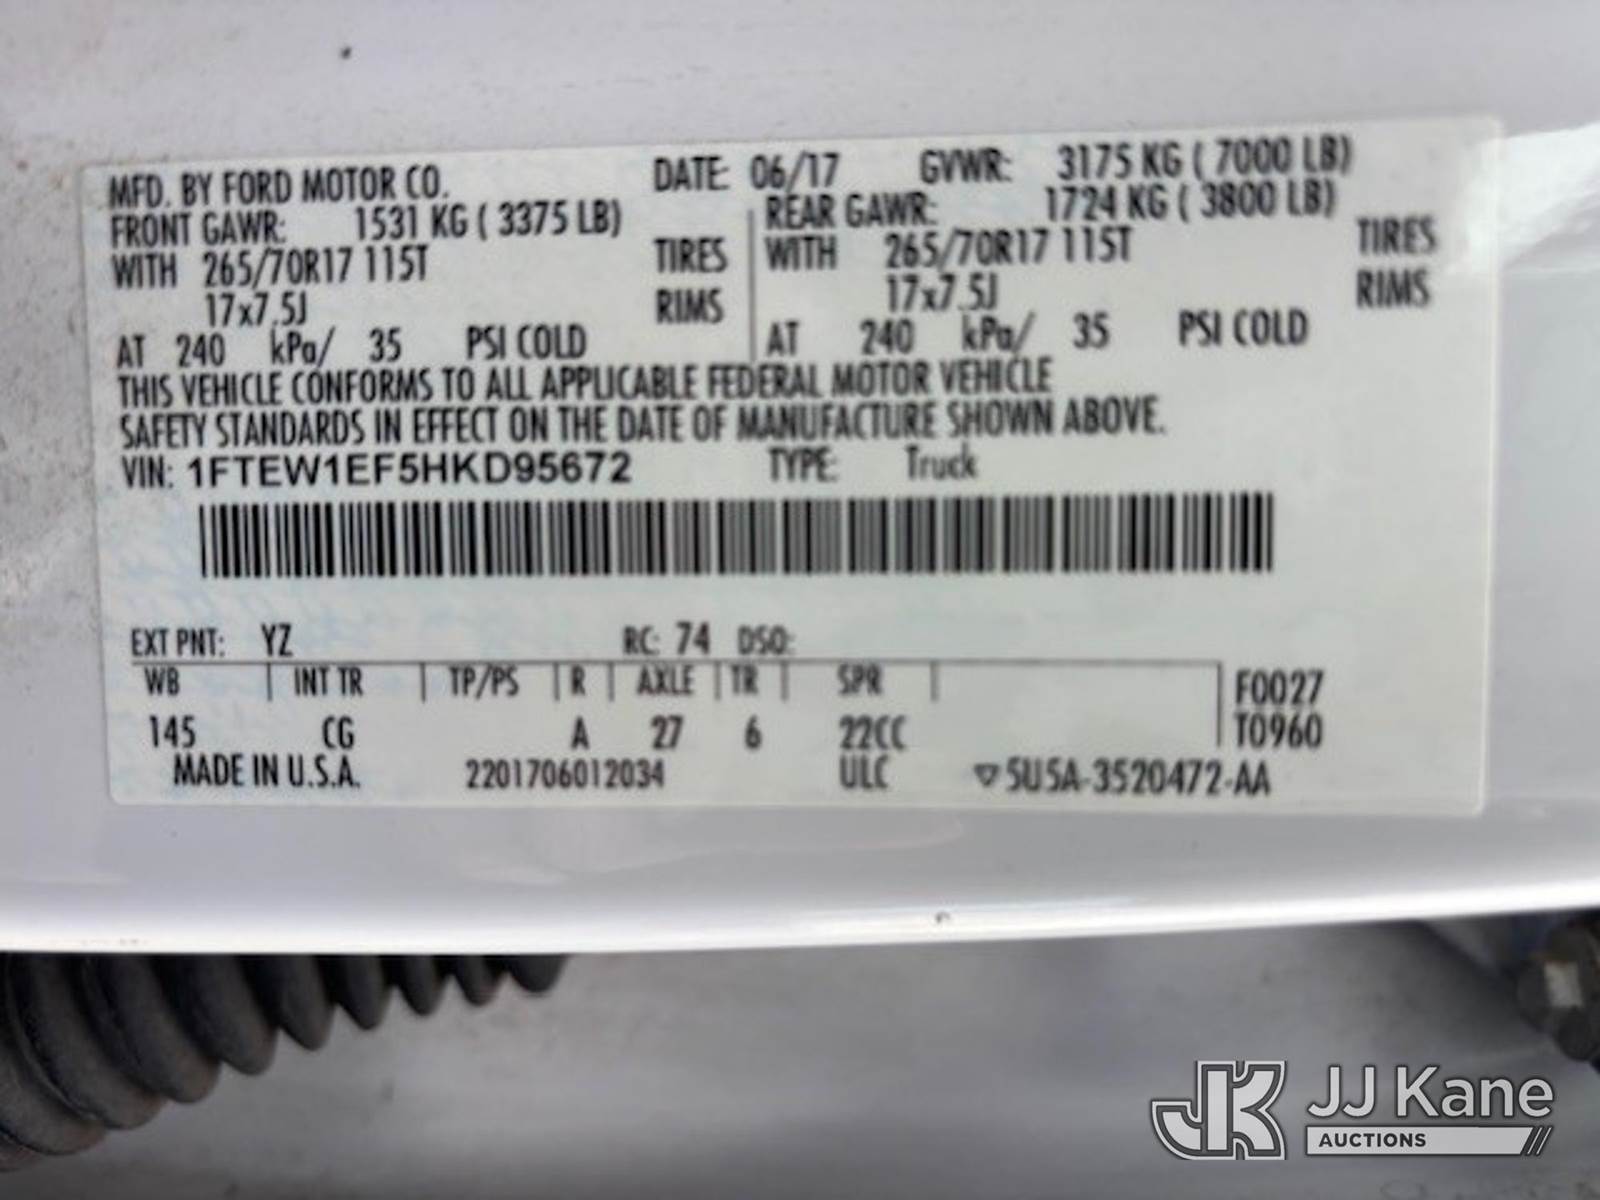 MFD. BY FORD MOTOR CO. DATE: 06/17 GVWR: 3175 KG ( 7000 LB)
FRONT GAWR: 1531 KG ( 3375 LB) REAR GAWR: 1724 KG ( 3800 LB)
WITH 265/70R17 115T TIRES WITH 265/70R17 115T TIRES
17x7.5J RIMS 17x7.5J RIMS
AT 240 kPa/ 35 PSI COLD AT 240 kPa/ 35 PSI COLD
THIS VEHICLE CONFORMS TO ALL APPLICABLE FEDERAL MOTOR VEHICLE
SAFETY STANDARDS IN EFFECT ON THE DATE OF MANUFACTURE SHOWN ABOVE.
VIN: 1FTEW1EF5HKD95672 TYPE: Truck
EXT PNT: YZ RC: 74 DSO:
WB INT TR TP/PS R AXLE TR SPR F0027
145 CG A 27 6 22CC T0960
MADE IN U.S.A. 2201706012034 ULC ▽5U5A-3520472-AA
JK JJ Kane
AUCTIONS